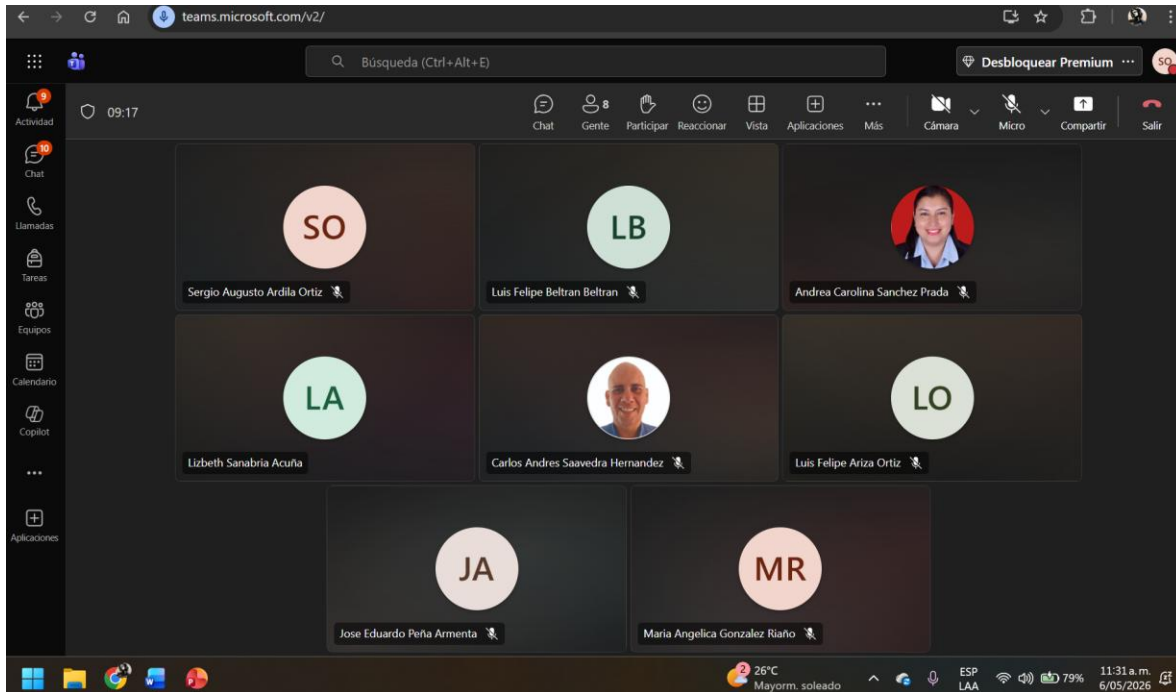 teams.microsoft.com/v2/
Búsqueda (Ctrl+Alt+E)
Desbloquear Premium
SO
9
Actividad
09:17
Chat
8
Gente
Participar
Reaccionar
Vista
Aplicaciones
Más
Cámara
Micro
Compartir
Salir
10
Chat
Llamadas
Tareas
Equipos
Calendario
Copilot
Aplicaciones
SO
Sergio Augusto Ardila Ortiz
LB
Luis Felipe Beltran Beltran
Andrea Carolina Sanchez Prada
LA
Lizbeth Sanabria Acuña
Carlos Andres Saavedra Hernandez
LO
Luis Felipe Ariza Ortiz
JA
Jose Eduardo Peña Armenta
MR
Maria Angelica Gonzalez Riaño
2
26°C
Mayorm. soleado
ESP
LAA
79%
11:31 a. m.
6/05/2026